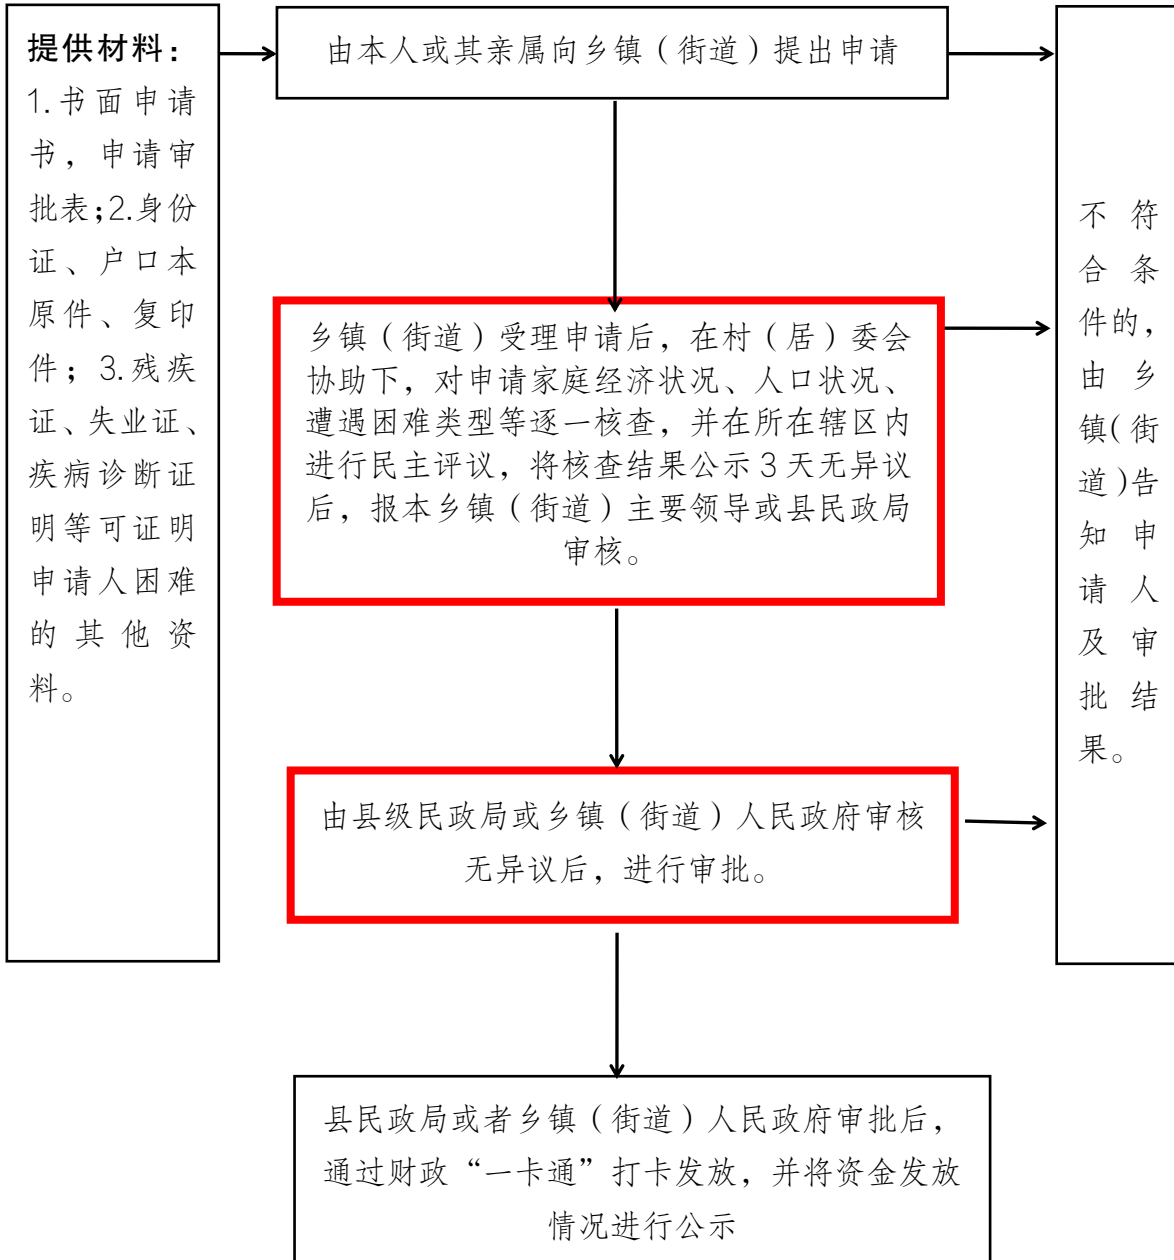 提供材料：
1.书面申请
书，申请审
批表;2.身份
证、户口本
原件、复印
件；3.残疾
证、失业证、
疾病诊断证
明等可证明
申请人困难
的其他资
料。
由本人或其亲属向乡镇（街道）提出申请
乡镇（街道）受理申请后，在村（居）委会
协助下，对申请家庭经济状况、人口状况、
遭遇困难类型等逐一核查，并在所在辖区内
进行民主评议，将核查结果公示3天无异议
后，报本乡镇（街道）主要领导或县民政局
审核。
由县级民政局或乡镇（街道）人民政府审核
无异议后，进行审批。
县民政局或者乡镇（街道）人民政府审批后，
通过财政“一卡通”打卡发放，并将资金发放
情况进行公示
不符
合条
件的，
由乡
镇(街
道)告
知申
请人
及审
批结
果。